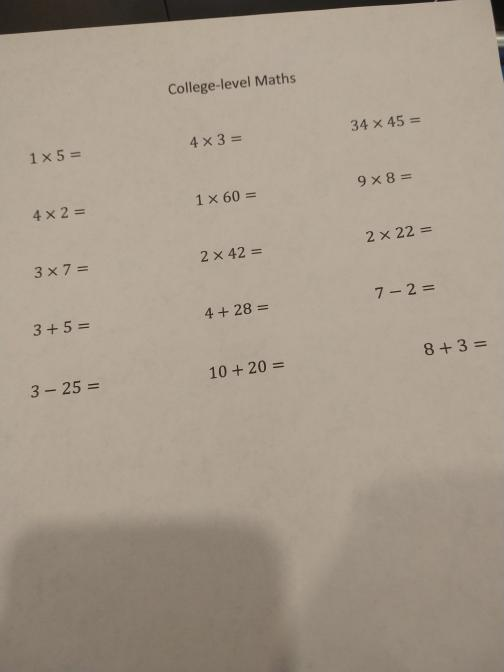 College-level Maths
1 × 5 = 4 × 3 = 34 × 45 =
4 × 2 = 1 × 60 = 9 × 8 =
3 × 7 = 2 × 42 = 2 × 22 =
3 + 5 = 4 + 28 = 7 − 2 =
3 − 25 = 10 + 20 = 8 + 3 =